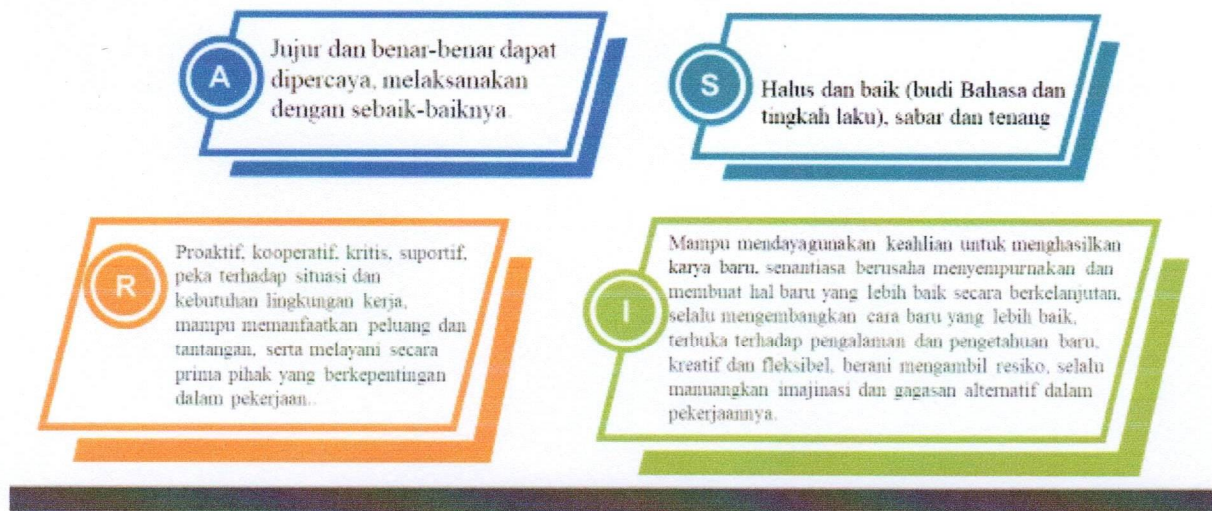 A
Jujur dan benar-benar dapat
dipercaya, melaksanakan
dengan sebaik-baiknya.
S
Halus dan baik (budi Bahasa dan
tingkah laku), sabar dan tenang
R
Proaktif, kooperatif, kritis, suportif,
peka terhadap situasi dan
kebutuhan lingkungan kerja,
mampu memanfaatkan peluang dan
tantangan, serta melayani secara
prima pihak yang berkepentingan
dalam pekerjaan..
I
Mampu mendayagunakan keahlian untuk menghasilkan
karya baru, senantiasa berusaha menyempurnakan dan
membuat hal baru yang lebih baik secara berkelanjutan,
selalu mengembangkan cara baru yang lebih baik,
terbuka terhadap pengalaman dan pengetahuan baru,
kreatif dan fleksibel, berani mengambil resiko, selalu
manuangkan imajinasi dan gagasan alternatif dalam
pekerjaannya.